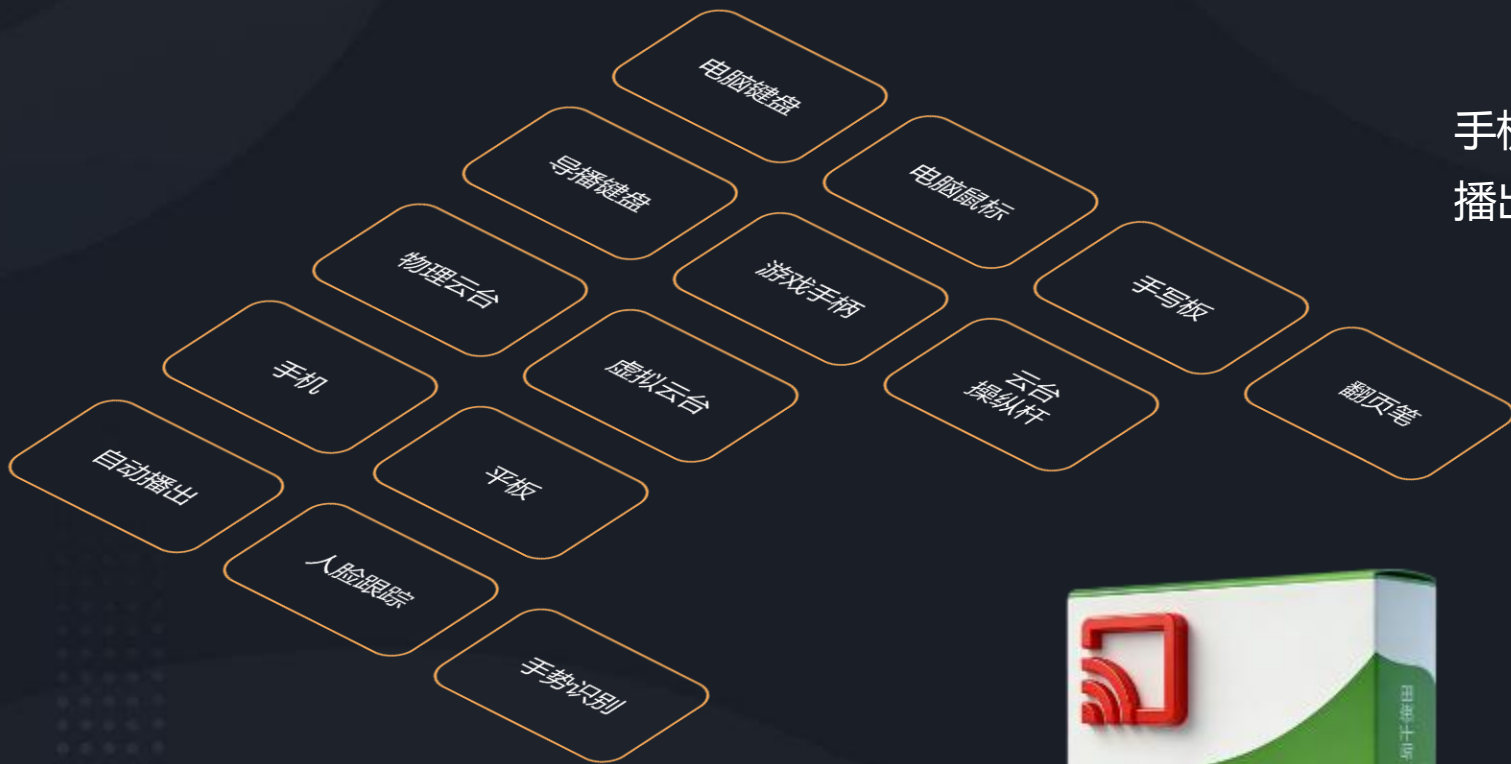 电脑键盘
电脑鼠标
手写板
翻页笔
导播键盘
游戏手柄
云台
操纵杆
物理云台
虚拟云台
手机
平板
自动播出
人脸跟踪
手势识别
手
播